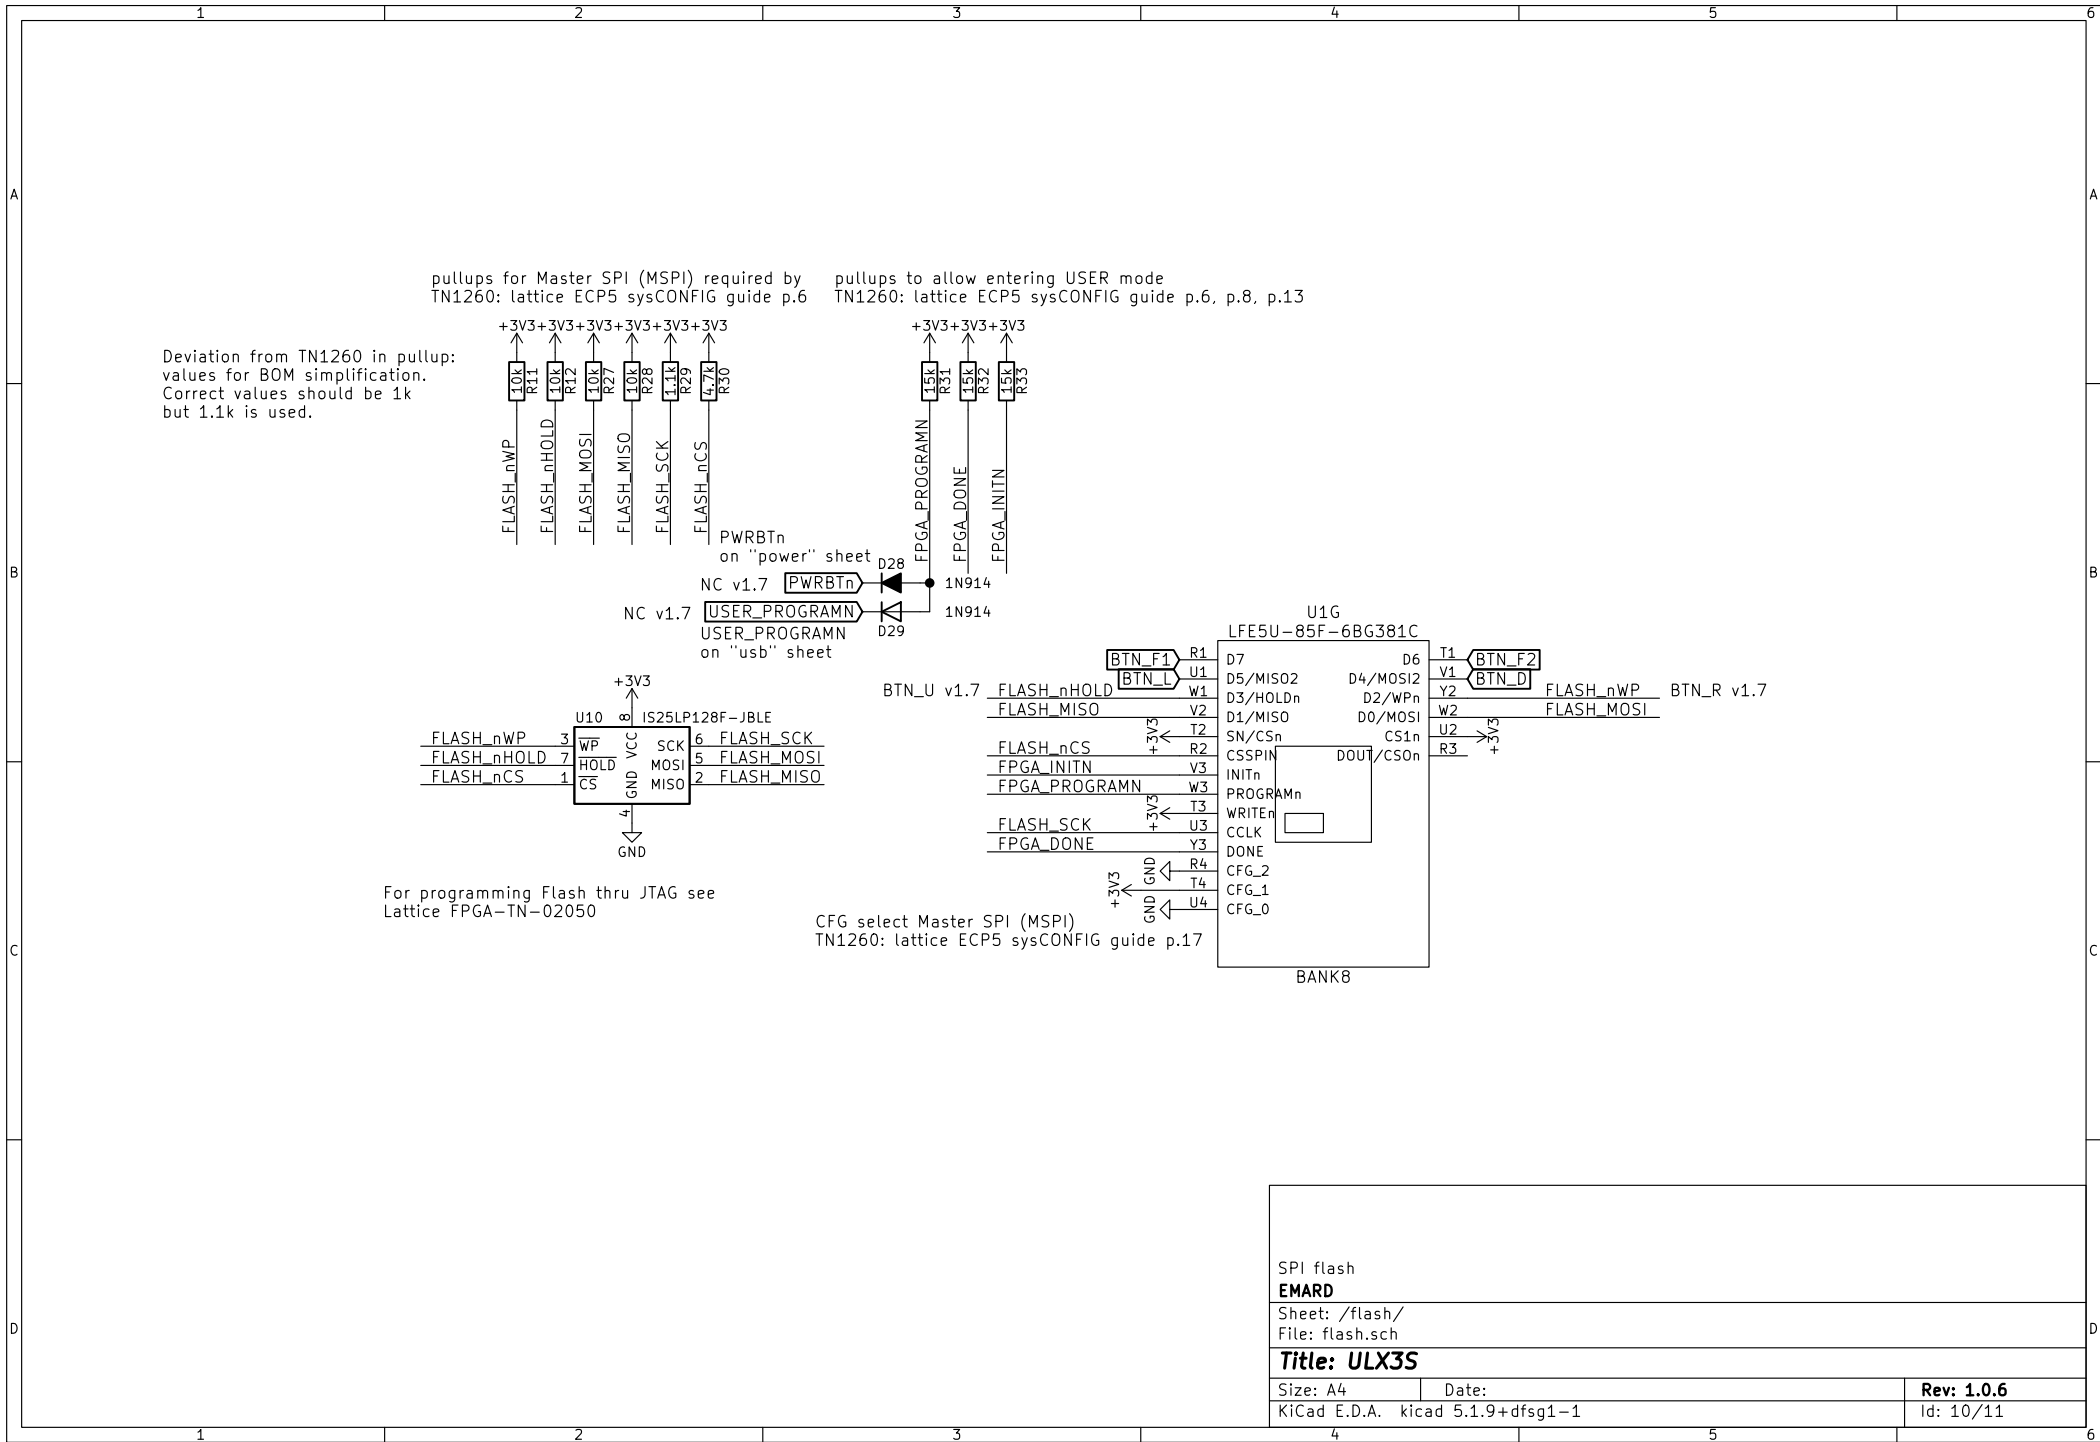 1 2 3 4 5 6
A A
B B
C C
D D
pullups for Master SPI (MSPI) required by
TN1260: lattice ECP5 sysCONFIG guide p.6
pullups to allow entering USER mode
TN1260: lattice ECP5 sysCONFIG guide p.6, p.8, p.13
Deviation from TN1260 in pullup:
values for BOM simplification.
Correct values should be 1k
but 1.1k is used.
+3V3 +3V3 +3V3 +3V3 +3V3 +3V3
10k R11
10k R12
10k R27
10k R28
1.1k R29
4.7k R30
FLASH_nWP
FLASH_nHOLD
FLASH_MOSI
FLASH_MISO
FLASH_SCK
FLASH_nCS
+3V3 +3V3 +3V3
15k R31
15k R32
15k R33
FPGA_PROGRAMN
FPGA_DONE
FPGA_INITN
PWRBTn
on "power" sheet
NC v1.7 PWRBTn D28 1N914
NC v1.7 USER_PROGRAMN D29 1N914
USER_PROGRAMN
on "usb" sheet
+3V3
U10 8 IS25LP128F-JBLE
FLASH_nWP 3 WP VCC SCK 6 FLASH_SCK
FLASH_nHOLD 7 HOLD MOSI 5 FLASH_MOSI
FLASH_nCS 1 CS GND MISO 2 FLASH_MISO
4
GND
For programming Flash thru JTAG see
Lattice FPGA-TN-02050
U1G
LFE5U-85F-6BG381C
BTN_F1 R1 D7 D6 T1 BTN_F2
BTN_L U1 D5/MISO2 D4/MOSI2 V1 BTN_D
BTN_U v1.7 FLASH_nHOLD W1 D3/HOLDn D2/WPn Y2 FLASH_nWP BTN_R v1.7
FLASH_MISO V2 D1/MISO D0/MOSI W2 FLASH_MOSI
+3V3 T2 SN/CSn CS1n U2 +3V3
FLASH_nCS R2 CSSPIN DOUT/CSOn R3
FPGA_INITN V3 INITn
FPGA_PROGRAMN W3 PROGRAMn
+3V3 T3 WRITEn
FLASH_SCK U3 CCLK
FPGA_DONE Y3 DONE
GND R4 CFG_2
+3V3 T4 CFG_1
GND U4 CFG_0
CFG select Master SPI (MSPI)
TN1260: lattice ECP5 sysCONFIG guide p.17
BANK8
SPI flash
EMARD
Sheet: /flash/
File: flash.sch
Title: ULX3S
Size: A4 Date: Rev: 1.0.6
KiCad E.D.A. kicad 5.1.9+dfsg1-1 Id: 10/11
1 2 3 4 5 6